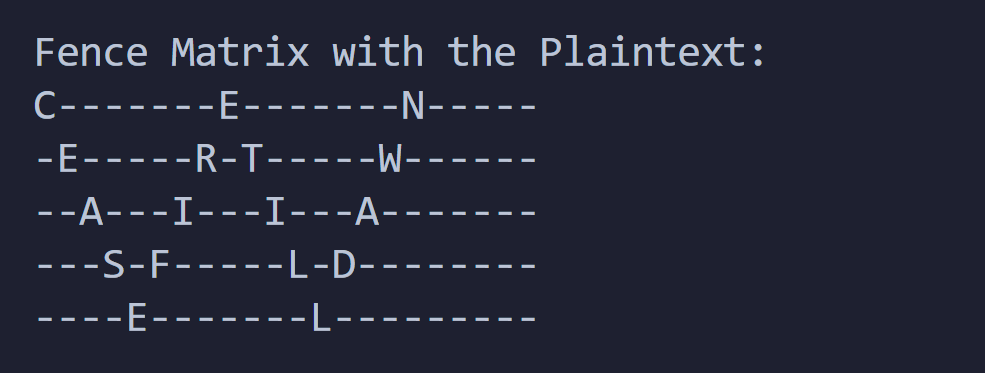 Fence Matrix with the Plaintext:
C-------E-------N-----
-E-----R-T-----W------
--A---I---I---A-------
---S-F-----L-D--------
----E-------L---------